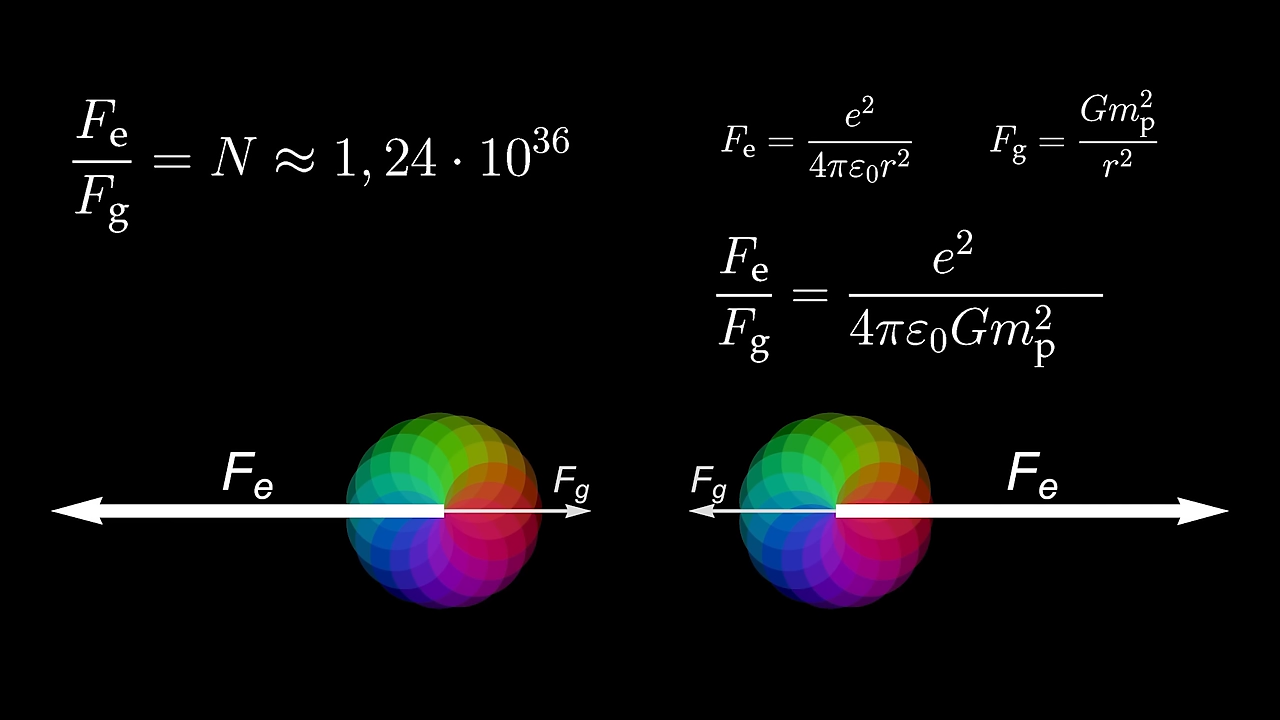 F_e / F_g = N ≈ 1,24 · 10^36
F_e = e^2 / (4πε_0 r^2)
F_g = G m_p^2 / r^2
F_e / F_g = e^2 / (4πε_0 G m_p^2)
F_e F_g F_g F_e